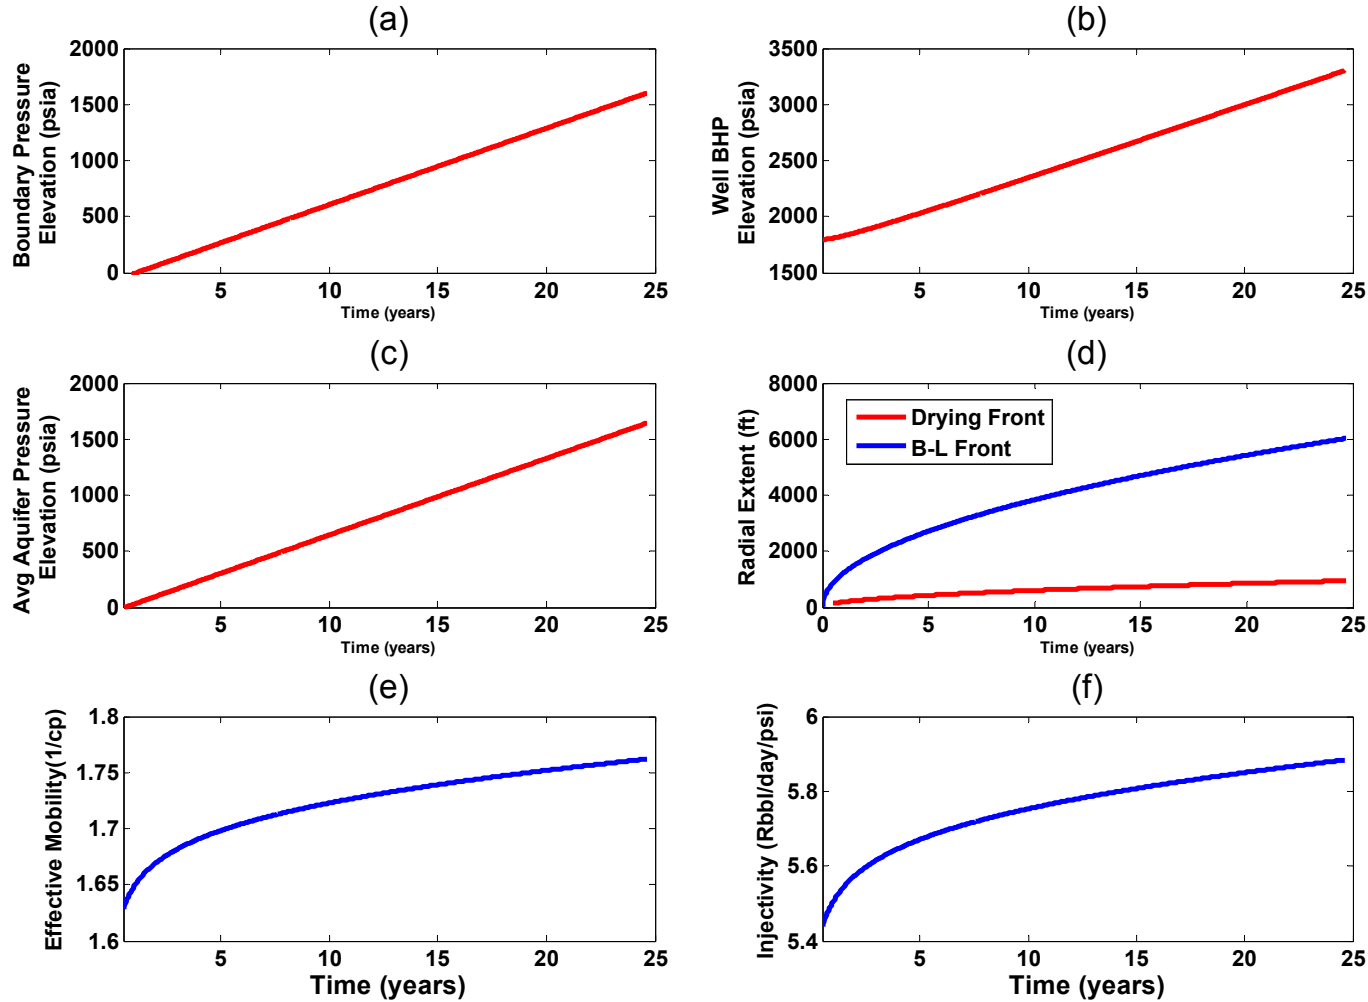 (a)
2000
1500
1000
500
0
Boundary Pressure
Elevation (psia)
5
10
15
20
25
Time (years)
(b)
3500
3000
2500
2000
1500
Well BHP
Elevation (psia)
5
10
15
20
25
Time (years)
(c)
2000
1500
1000
500
0
Avg Aquifer Pressure
Elevation (psia)
5
10
15
20
25
Time (years)
(d)
8000
6000
4000
2000
0
Radial Extent (ft)
Drying Front
B-L Front
0
5
10
15
20
25
Time (years)
(e)
1.8
1.75
1.7
1.65
1.6
Effective Mobility(1/cp)
5
10
15
20
25
Time (years)
(f)
6
5.8
5.6
5.4
Injectivity (Rbbl/day/psi)
5
10
15
20
25
Time (years)